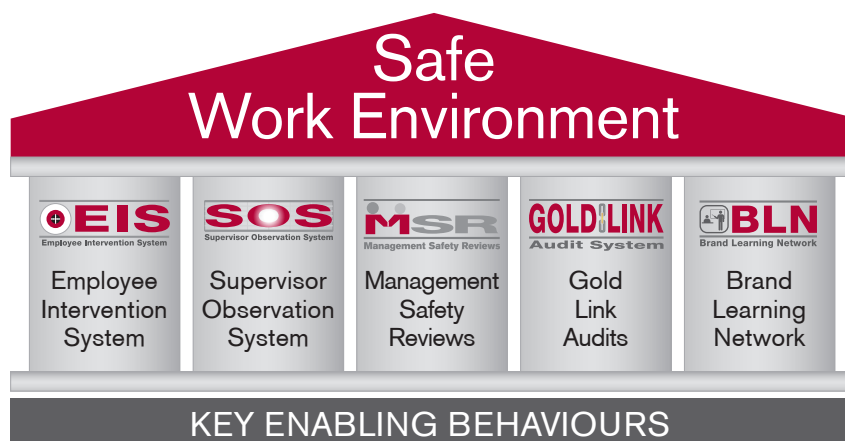 Safe
Work Environment
EIS
Employee Intervention System
Employee
Intervention
System
SOS
Supervisor Observation System
Supervisor
Observation
System
MSR
Management Safety Reviews
Management
Safety
Reviews
GOLD LINK
Audit System
Gold
Link
Audits
BLN
Brand Learning Network
Brand
Learning
Network
KEY ENABLING BEHAVIOURS